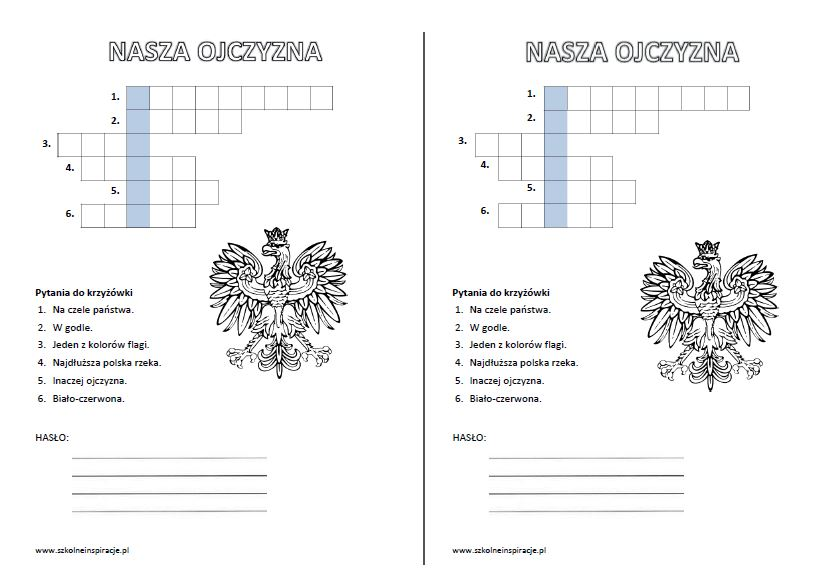 NASZA OJCZYZNA
1.
2.
3.
4.
5.
6.
Pytania do krzyżówki
1. Na czele państwa.
2. W godle.
3. Jeden z kolorów flagi.
4. Najdłuższa polska rzeka.
5. Inaczej ojczyzna.
6. Biało-czerwona.
HASŁO:
www.szkolneinspiracje.pl
NASZA OJCZYZNA
1.
2.
3.
4.
5.
6.
Pytania do krzyżówki
1. Na czele państwa.
2. W godle.
3. Jeden z kolorów flagi.
4. Najdłuższa polska rzeka.
5. Inaczej ojczyzna.
6. Biało-czerwona.
HASŁO:
www.szkolneinspiracje.pl